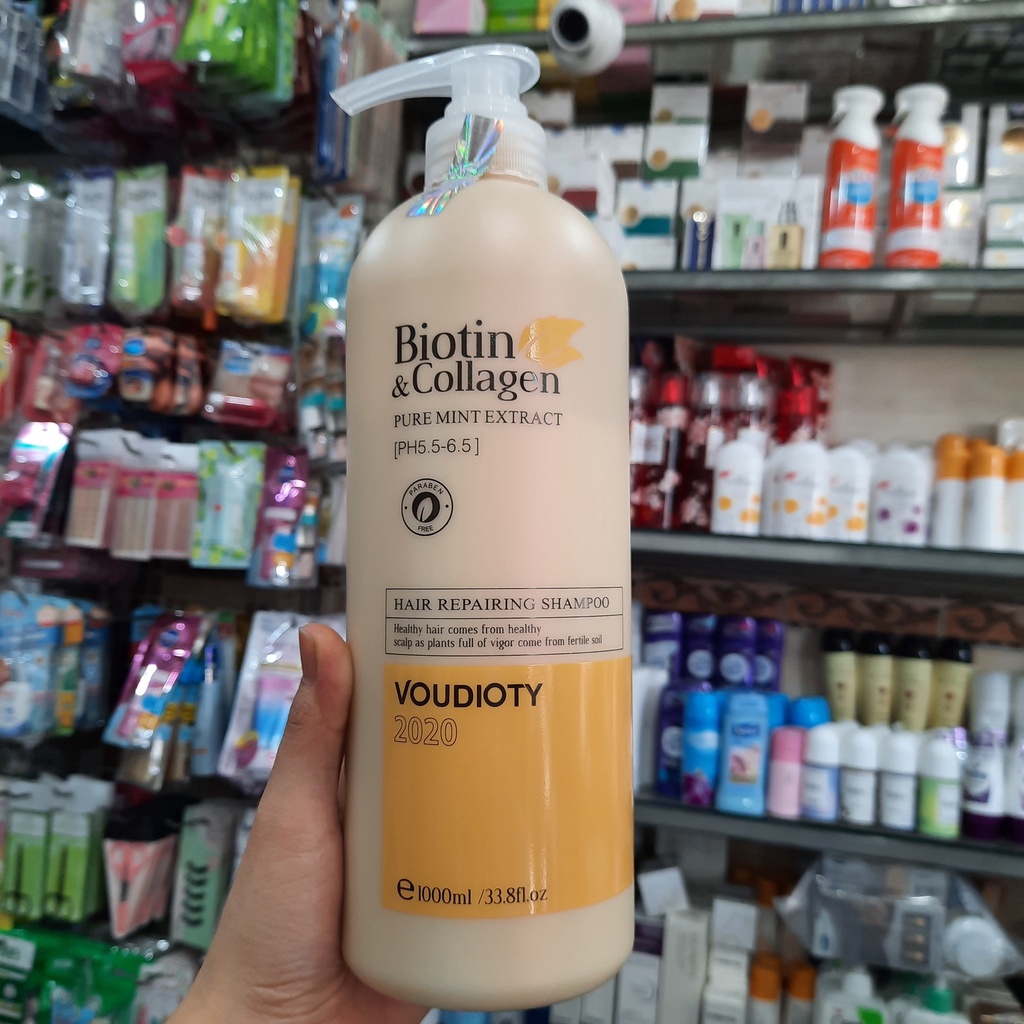 Biotin
&Collagen
PURE MINT EXTRACT
[PH5.5-6.5]
PARABEN
FREE
HAIR REPAIRING SHAMPOO
Healthy hair comes from healthy
scalp as plants full of vigor come from fertile soil
VOUDIOTY
2020
e1000ml /33.8fl.oz